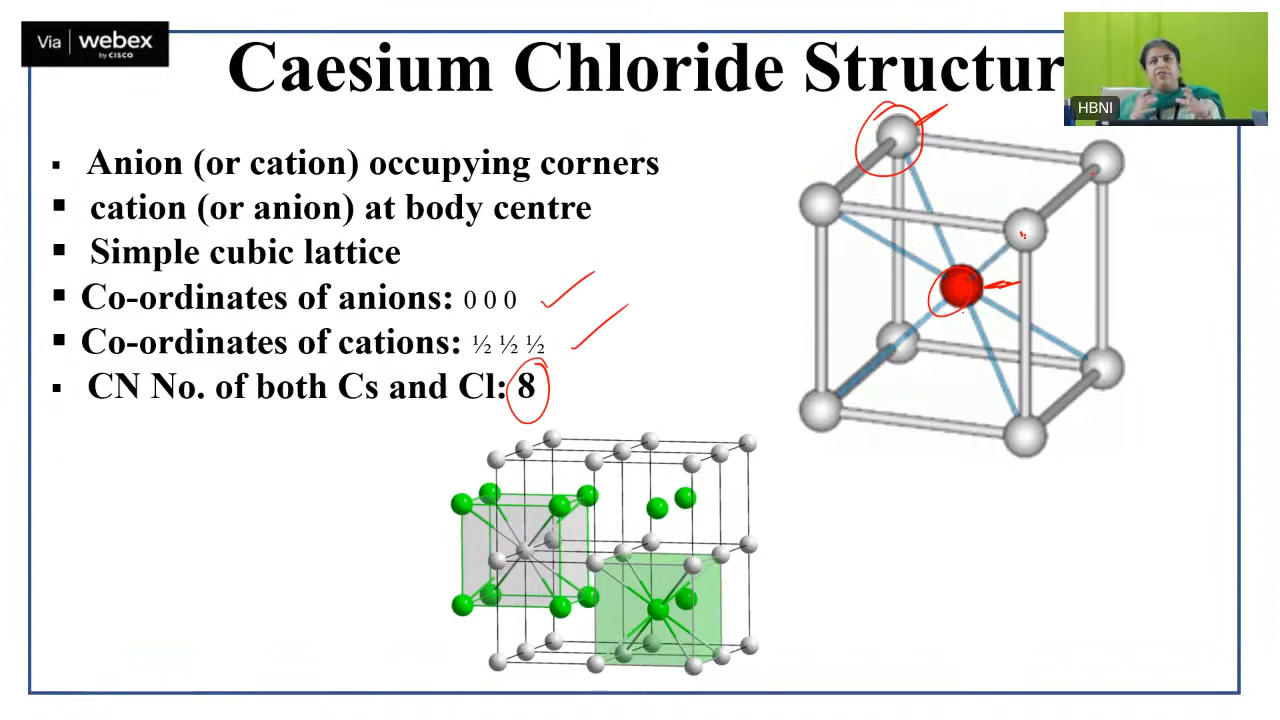 Via webex
by CISCO
Caesium Chloride Structur
HBNI
▪ Anion (or cation) occupying corners
▪ cation (or anion) at body centre
▪ Simple cubic lattice
▪ Co-ordinates of anions: 0 0 0
▪ Co-ordinates of cations: ½ ½ ½
▪ CN No. of both Cs and Cl: 8